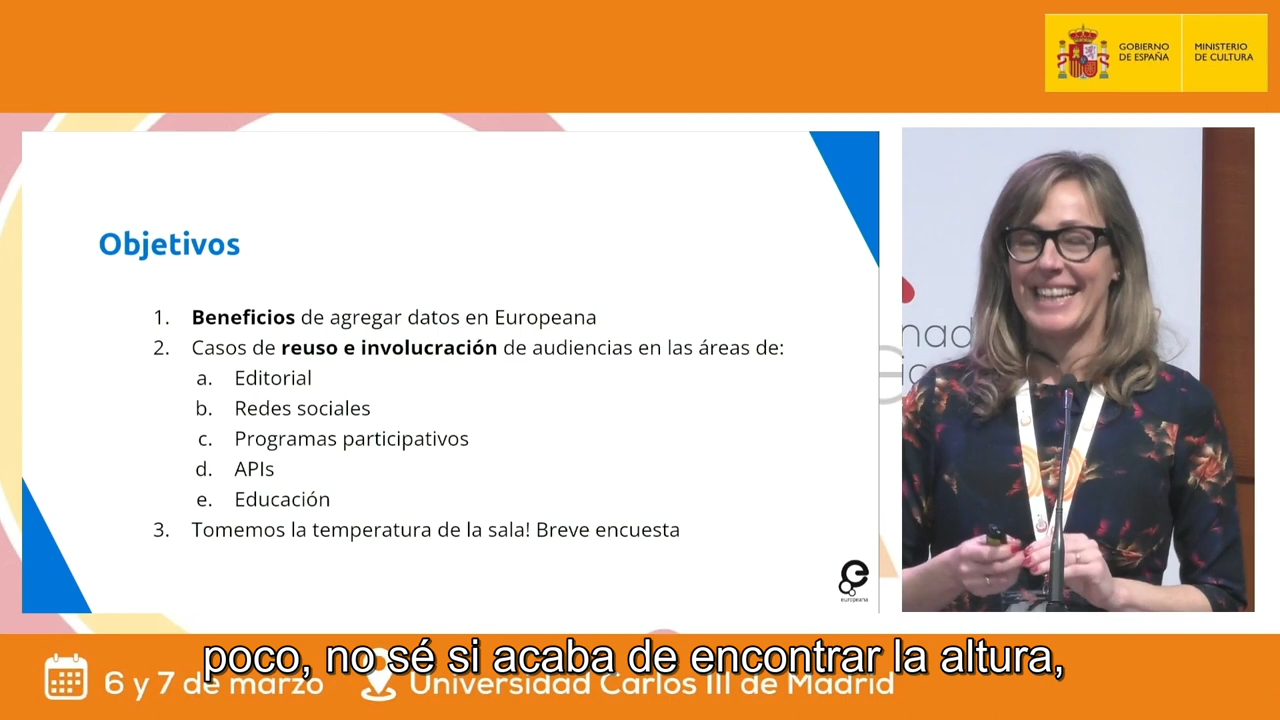 GOBIERNO
DE ESPAÑA
MINISTERIO
DE CULTURA
Objetivos
1. Beneficios de agregar datos en Europeana
2. Casos de reuso e involucración de audiencias en las áreas de:
a. Editorial
b. Redes sociales
c. Programas participativos
d. APIs
e. Educación
3. Tomemos la temperatura de la sala! Breve encuesta
europeana
nad
poco, no sé si acaba de encontrar la altura,
6 y 7 de marzo
Universidad Carlos III de Madrid